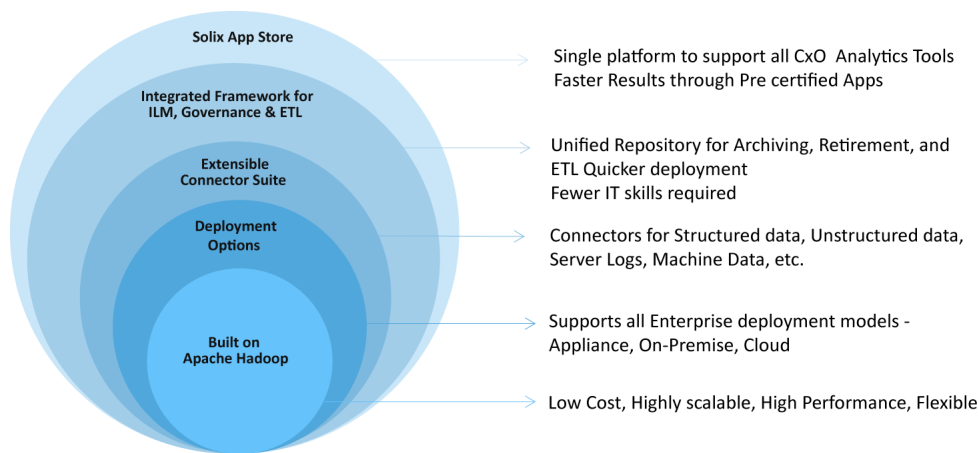 Solix App Store
Single platform to support all CxO Analytics Tools
Faster Results through Pre certified Apps
Integrated Framework for
ILM, Governance & ETL
Unified Repository for Archiving, Retirement, and
ETL Quicker deployment
Fewer IT skills required
Extensible
Connector Suite
Connectors for Structured data, Unstructured data,
Server Logs, Machine Data, etc.
Deployment
Options
Supports all Enterprise deployment models -
Appliance, On-Premise, Cloud
Built on
Apache Hadoop
Low Cost, Highly scalable, High Performance, Flexible